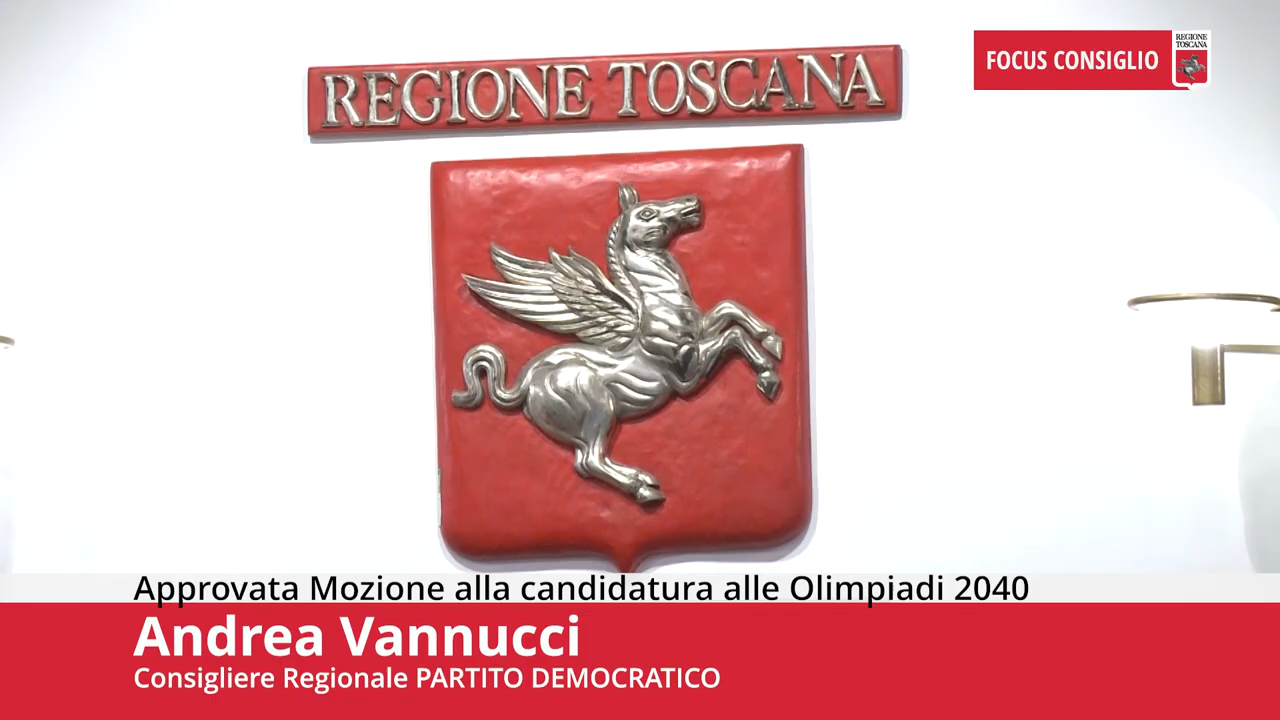 REGIONE TOSCANA
FOCUS CONSIGLIO
REGIONE
TOSCANA
Approvata Mozione alla candidatura alle Olimpiadi 2040
Andrea Vannucci
Consigliere Regionale PARTITO DEMOCRATICO